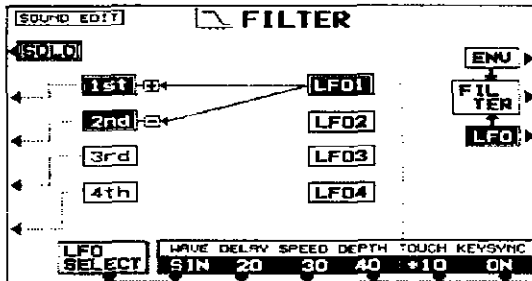 SOUND EDIT
FILTER
SOLO
ENV
1st + LFO1
FIL
TER
2nd - LFO2
LFO
3rd LFO3
4th LFO4
LFO
SELECT
WAVE DELAY SPEED DEPTH TOUCH KEYSYNC
SIN 20 30 40 +10 ON